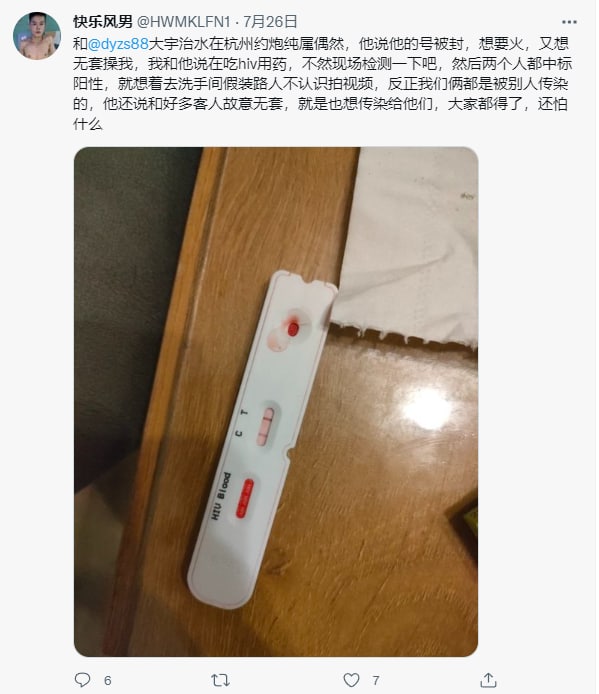 快乐风男 @HWMKLFN1 · 7月26日
和@dyzs88大宇治水在杭州约炮纯属偶然，他说他的号被封，想要火，又想
无套操我，我和他说在吃hiv用药，不然现场检测一下吧，然后两个人都中标
阳性，就想着去洗手间假装路人不认识拍视频，反正我们俩都是被别人传染
的，他还说和好多客人故意无套，就是也想传染给他们，大家都得了，还怕
什么
C T
HIV Blood
6
7